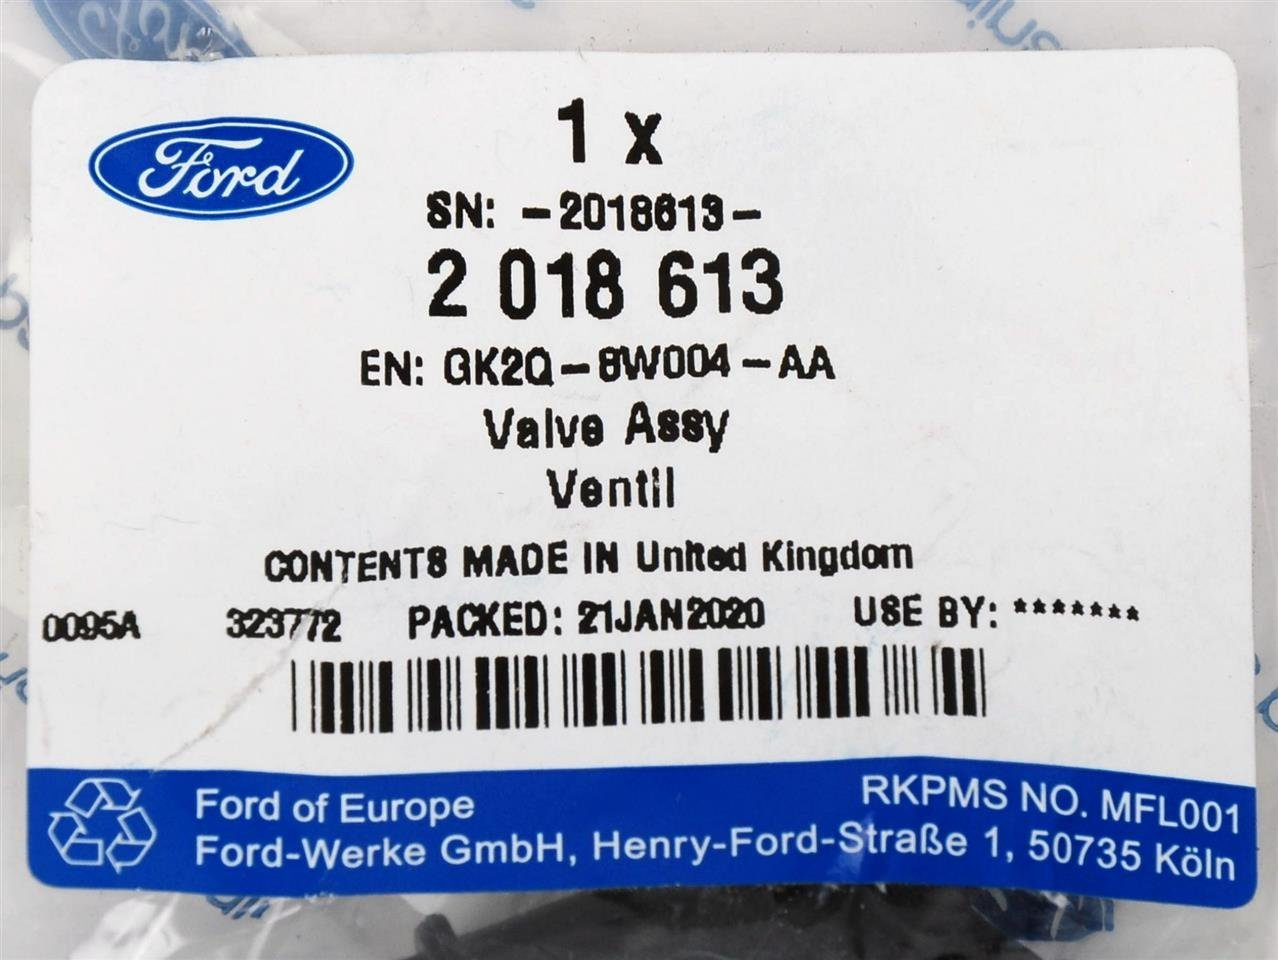 Ford
1 x
SN: -2018613-
2 018 613
EN: GK2Q-8W004-AA
Valve Assy
Ventil
CONTENTS MADE IN United Kingdom
0095A 323772 PACKED: 21JAN2020 USE BY: *******
Ford of Europe
RKPMS NO. MFL001
Ford-Werke GmbH, Henry-Ford-Straße 1, 50735 Köln